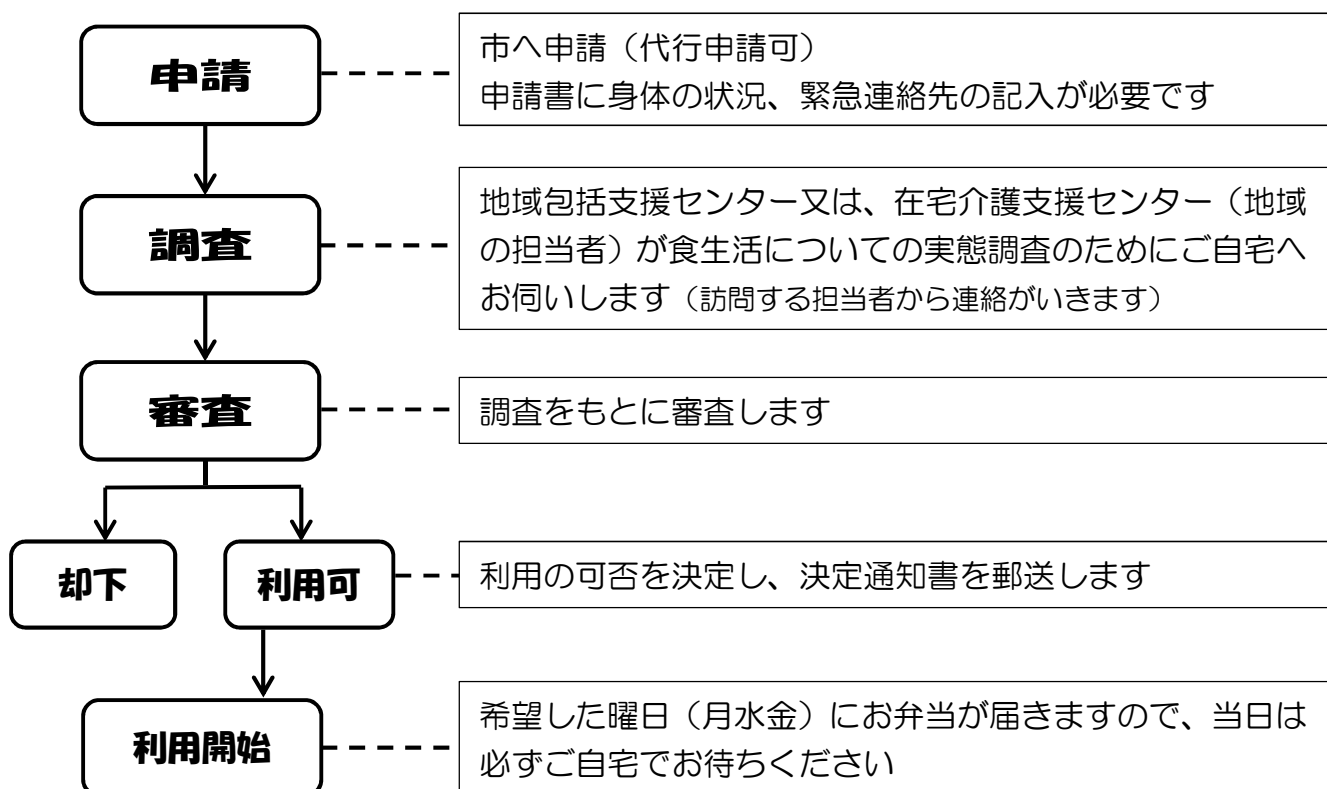 申請
市へ申請（代行申請可）
申請書に身体の状況、緊急連絡先の記入が必要です
調査
地域包括支援センター又は、在宅介護支援センター（地域
の担当者）が食生活についての実態調査のためにご自宅へ
お伺いします（訪問する担当者から連絡がいきます）
審査
調査をもとに審査します
却下
利用可
利用の可否を決定し、決定通知書を郵送します
利用開始
希望した曜日（月水金）にお弁当が届きますので、当日は
必ずご自宅でお待ちください